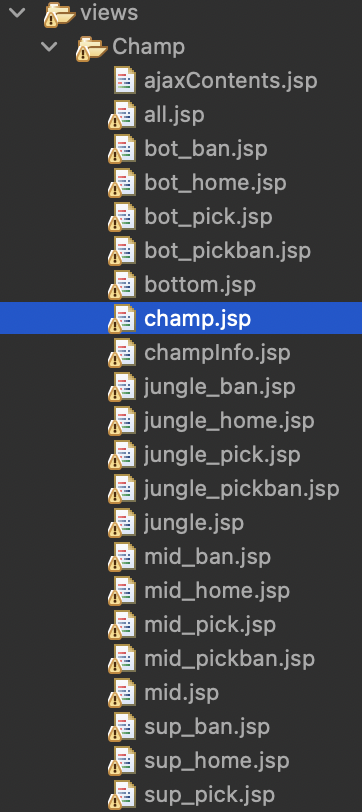 views
Champ
ajaxContents.jsp
all.jsp
bot_ban.jsp
bot_home.jsp
bot_pick.jsp
bot_pickban.jsp
bottom.jsp
champ.jsp
champInfo.jsp
jungle_ban.jsp
jungle_home.jsp
jungle_pick.jsp
jungle_pickban.jsp
jungle.jsp
mid_ban.jsp
mid_home.jsp
mid_pick.jsp
mid_pickban.jsp
mid.jsp
sup_ban.jsp
sup_home.jsp
sup_pick.jsp